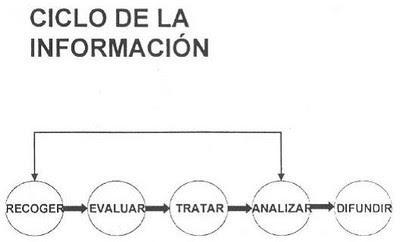 CICLO DE LA
INFORMACIÓN
RECOGER
EVALUAR
TRATAR
ANALIZAR
DIFUNDIR